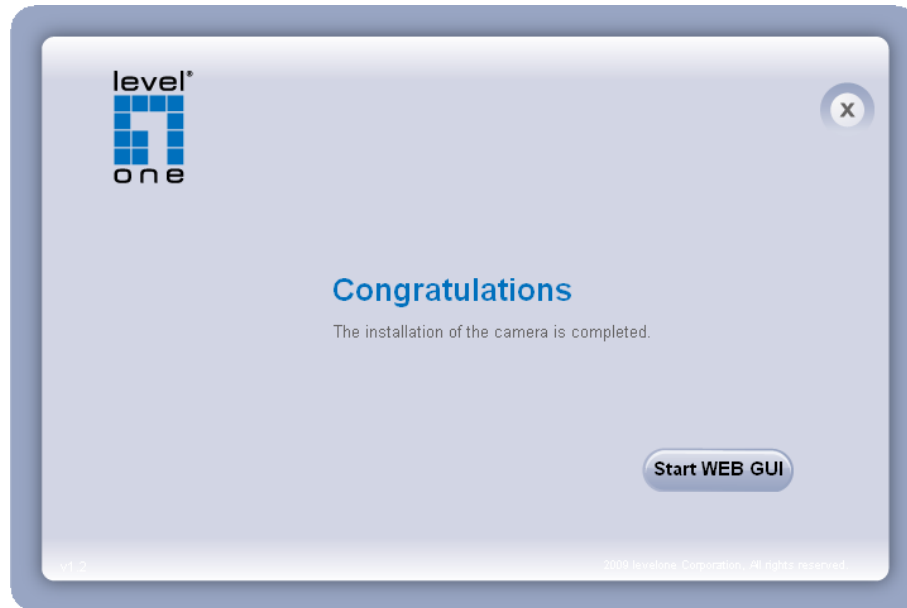 level®
one
X
Congratulations
The installation of the camera is completed.
Start WEB GUI
v1.2
2009 levelone Corporation, All rights reserved.